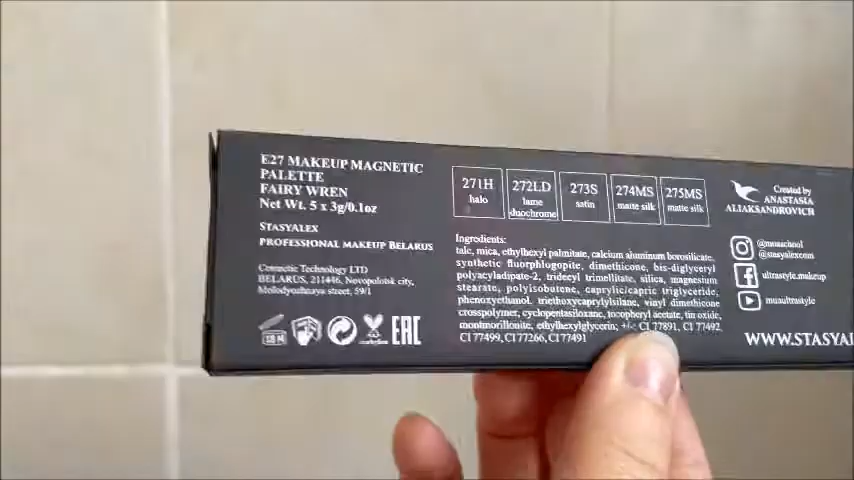 E27 MAKEUP MAGNETIC
PALETTE
FAIRY WREN
Net Wt. 5 x 3g/0.1oz
STASYALEX
PROFESSIONAL MAKEUP BELARUS
Cosmetic Technology LTD
BELARUS, 211446, Novopolotsk city,
Molodyozhnaya street, 59/1
18 M
EAC
271H
halo
272LD
lame
duochrome
273S
satin
274MS
matte silk
275MS
matte silk
Ingredients:
talc, mica, ethylhexyl palmitate, calcium aluminum borosilicate,
synthetic fluorphlogopite, dimethicone, bis-diglyceryl
polyacyladipate-2, tridecyl trimellitate, silica, magnesium
stearate, polyisobutene, caprylic/capric triglyceride,
phenoxyethanol, triethoxycaprylylsilane, vinyl dimethicone
crosspolymer, cyclopentasiloxane, tocopheryl acetate, tin oxide,
montmorillonite, ethylhexylglycerin; +/- CI 77891, CI 77492,
CI 77499, CI 77266, CI 77491
Created by
ANASTASIA
ALIAKSANDROVICH
@muaschool
@stasyalexcom
ultrastyle.makeup
muaultrastyle
WWW.STASYAL